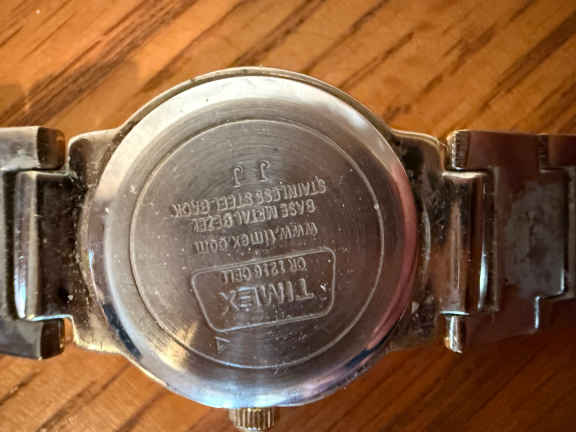 TIMEX
CR 1216 CELL
www.timex.com
BASE METAL BEZEL
STAINLESS STEEL BACK